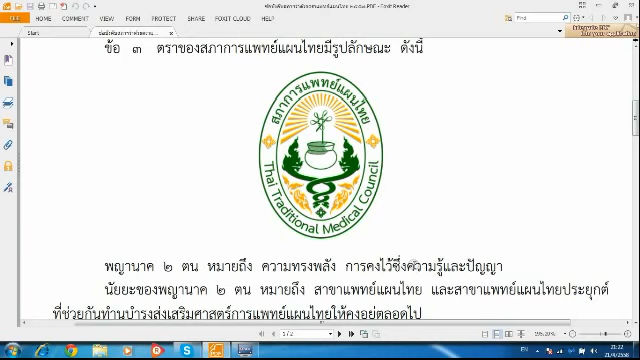 FILE HOME COMMENT VIEW FORM PROTECT SHARE FOXIT CLOUD HELP
Find
Start
ข้อ ๓ ตราของสภาการแพทย์แผนไทยมีรูปลักษณะ ดังนี้
สภาการแพทย์แผนไทย
Thai Traditional Medical Council
พญานาค ๒ ตน หมายถึง ความทรงพลัง การคงไว้ซึ่งความรู้และปัญญา
นัยยะของพญานาค ๒ ตน หมายถึง สาขาแพทย์แผนไทย และสาขาแพทย์แผนไทยประยุกต์
ที่ช่วยกันทำนุบำรุงส่งเสริมศาสตร์การแพทย์แผนไทยให้คงอยู่ตลอดไป
1 / 2
EN
21:22